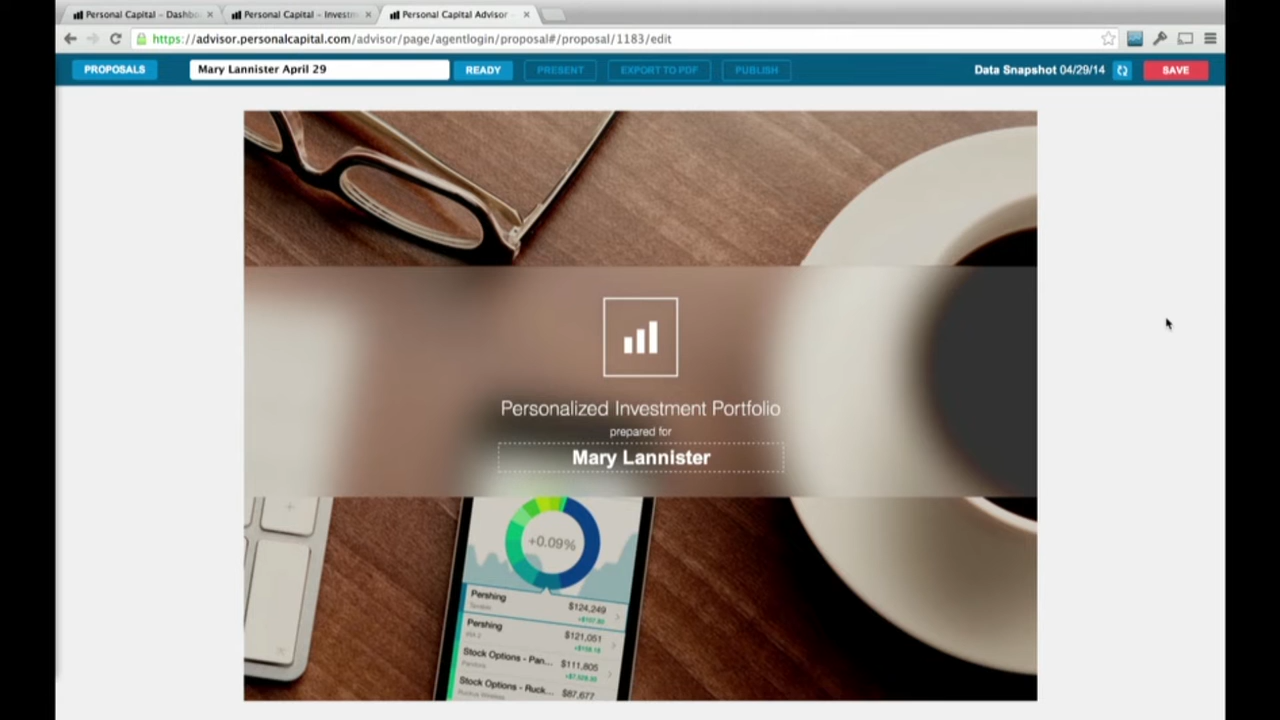 Personal Capital - Dashbo
Personal Capital - Investm
Personal Capital Advisor
https://advisor.personalcapital.com/advisor/page/agentlogin/proposal#/proposal/1183/edit
PROPOSALS
Mary Lannister April 29
READY
PRESENT
EXPORT TO PDF
PUBLISH
Data Snapshot 04/29/14
SAVE
Personalized Investment Portfolio
prepared for
Mary Lannister
+0.09%
Pershing
$124,249
Pershing
$121,051
Stock Options - Pan...
$111,805
Pandora
Stock Options - Ruck...
$87,677
Ruckus Wireless